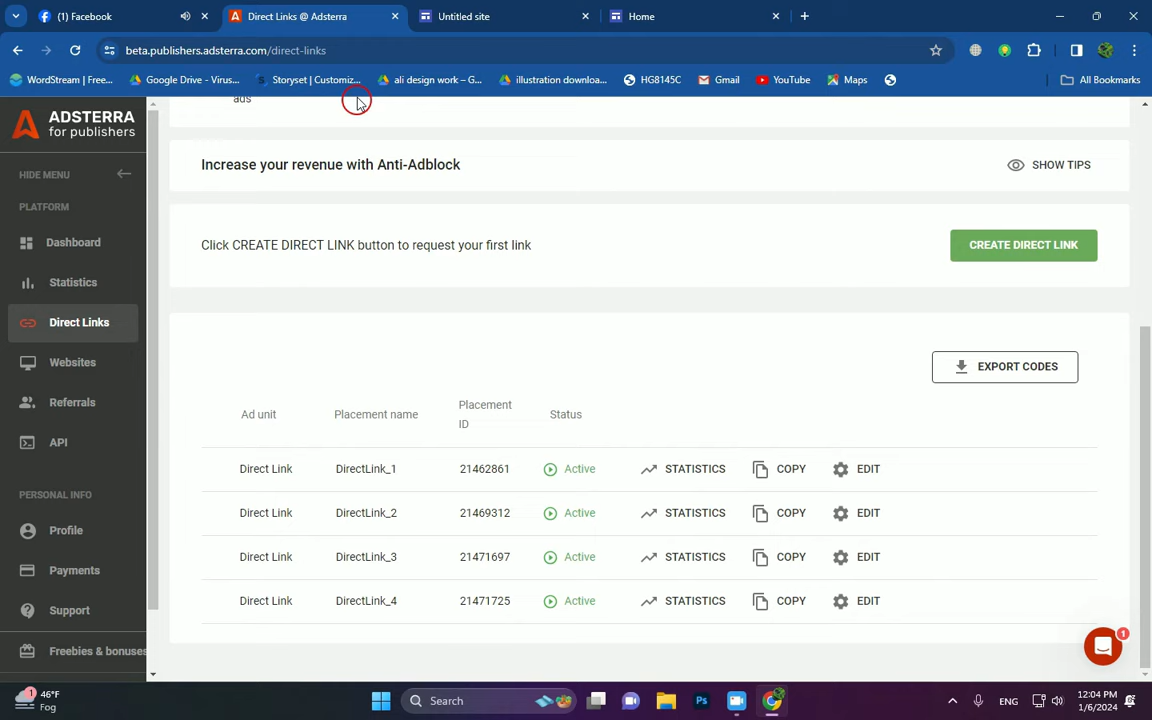 (1) Facebook
Direct Links @ Adsterra
Untitled site
Home
beta.publishers.adsterra.com/direct-links
WordStream | Free...
Google Drive - Virus...
Storyset | Customiz...
ali design work – G...
illustration downloa...
HG8145C
Gmail
YouTube
Maps
All Bookmarks
ADSTERRA
for publishers
HIDE MENU
PLATFORM
Dashboard
Statistics
Direct Links
Websites
Referrals
API
PERSONAL INFO
Profile
Payments
Support
Freebies & bonuses
ads
Increase your revenue with Anti-Adblock
SHOW TIPS
Click CREATE DIRECT LINK button to request your first link
CREATE DIRECT LINK
EXPORT CODES
Ad unit Placement name Placement ID Status
Direct Link DirectLink_1 21462861 Active STATISTICS COPY EDIT
Direct Link DirectLink_2 21469312 Active STATISTICS COPY EDIT
Direct Link DirectLink_3 21471697 Active STATISTICS COPY EDIT
Direct Link DirectLink_4 21471725 Active STATISTICS COPY EDIT
1
1
46°F
Fog
Search
Ps
ENG
12:04 PM
1/6/2024